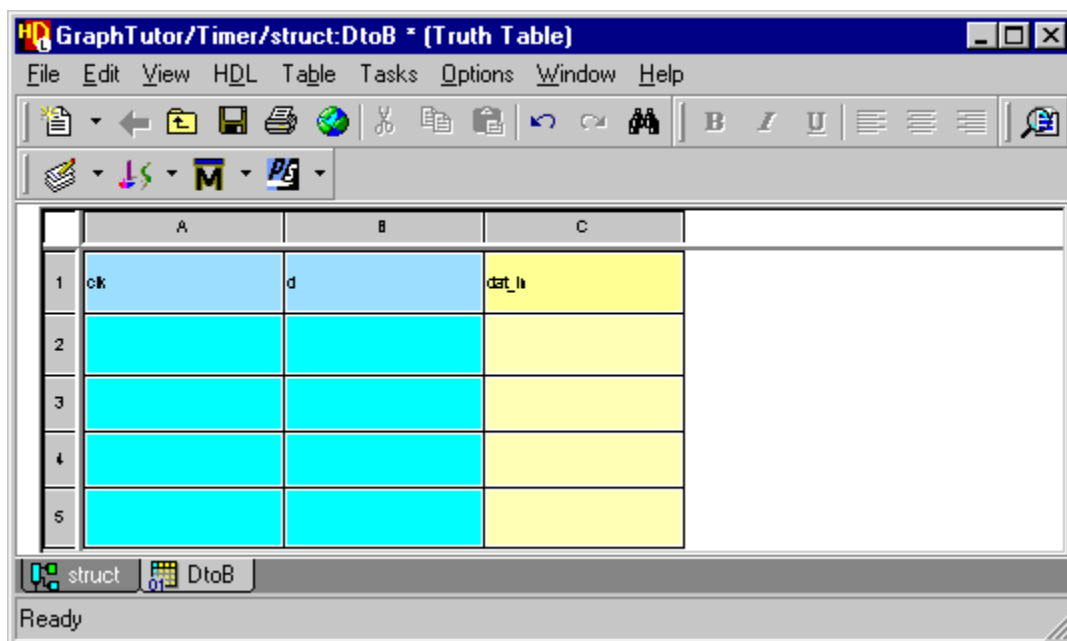 GraphTutor/Timer/struct:DtoB * (Truth Table)
File Edit View HDL Table Tasks Options Window Help
B I U
M
A B C
1 clk d dat_in
2
3
4
5
struct DtoB
Ready